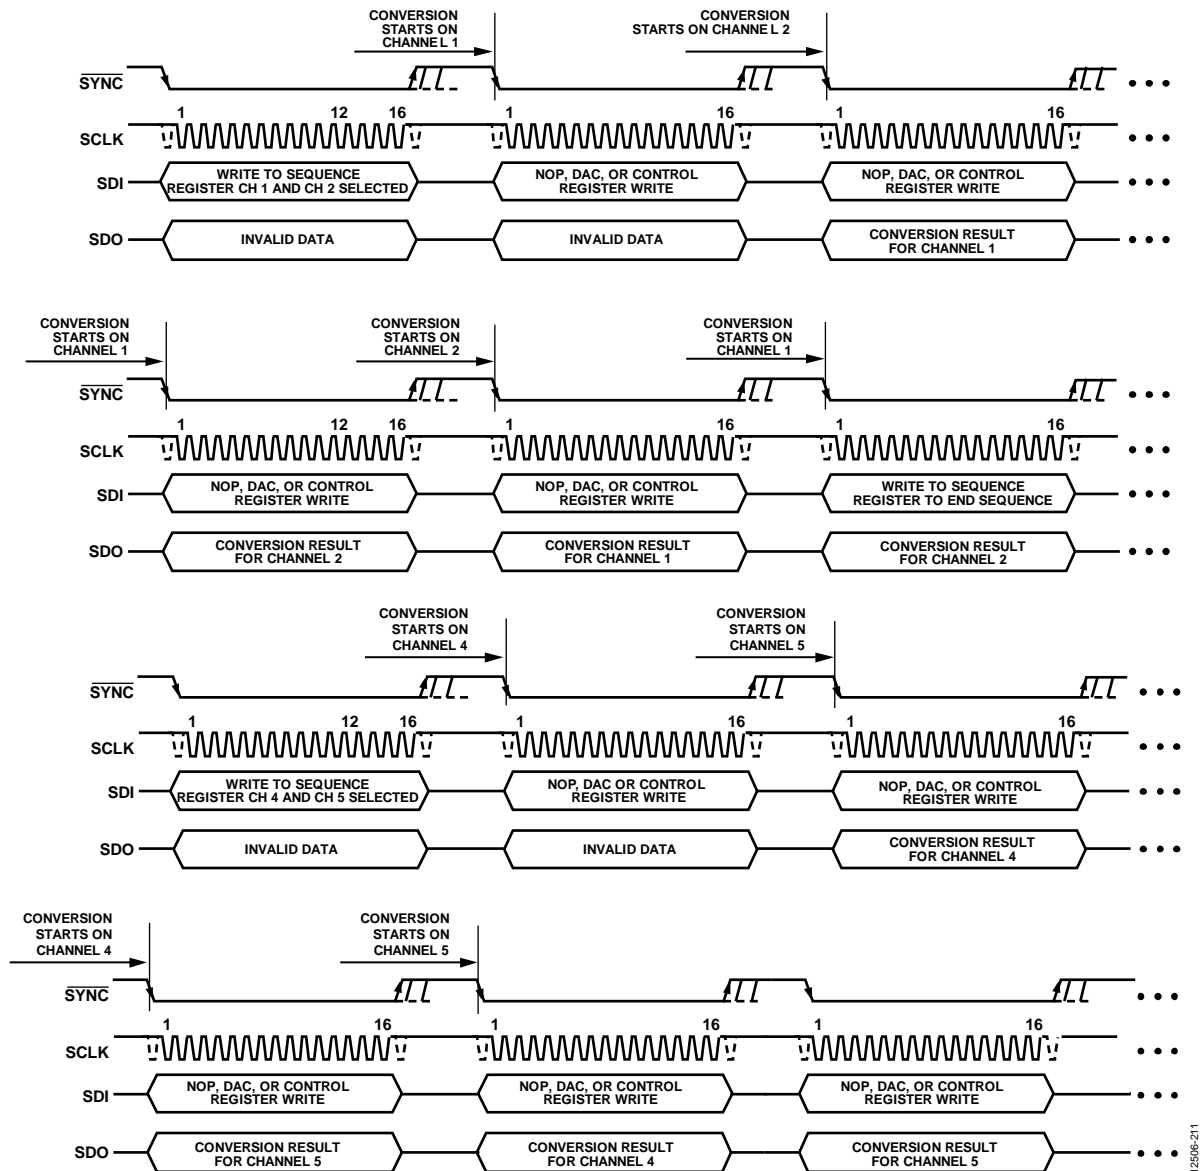 CONVERSION
STARTS ON
CHANNEL 1
CONVERSION
STARTS ON CHANNEL 2
SYNC
1 12 16 1 16 1 16
SCLK
SDI
WRITE TO SEQUENCE
REGISTER CH 1 AND CH 2 SELECTED
NOP, DAC, OR CONTROL
REGISTER WRITE
NOP, DAC, OR CONTROL
REGISTER WRITE
SDO
INVALID DATA
INVALID DATA
CONVERSION RESULT
FOR CHANNEL 1
CONVERSION
STARTS ON
CHANNEL 1
CONVERSION
STARTS ON
CHANNEL 2
CONVERSION
STARTS ON
CHANNEL 1
SYNC
1 12 16 1 16 1 16
SCLK
SDI
NOP, DAC, OR CONTROL
REGISTER WRITE
NOP, DAC, OR CONTROL
REGISTER WRITE
WRITE TO SEQUENCE
REGISTER TO END SEQUENCE
SDO
CONVERSION RESULT
FOR CHANNEL 2
CONVERSION RESULT
FOR CHANNEL 1
CONVERSION RESULT
FOR CHANNEL 2
CONVERSION
STARTS ON
CHANNEL 4
CONVERSION
STARTS ON
CHANNEL 5
SYNC
1 12 16 1 16 1 16
SCLK
SDI
WRITE TO SEQUENCE
REGISTER CH 4 AND CH 5 SELECTED
NOP, DAC OR CONTROL
REGISTER WRITE
NOP, DAC, OR CONTROL
REGISTER WRITE
SDO
INVALID DATA
INVALID DATA
CONVERSION RESULT
FOR CHANNEL 4
CONVERSION
STARTS ON
CHANNEL 4
CONVERSION
STARTS ON
CHANNEL 5
SYNC
1 16 1 16 1 16
SCLK
SDI
NOP, DAC, OR CONTROL
REGISTER WRITE
NOP, DAC, OR CONTROL
REGISTER WRITE
NOP, DAC, OR CONTROL
REGISTER WRITE
SDO
CONVERSION RESULT
FOR CHANNEL 5
CONVERSION RESULT
FOR CHANNEL 4
CONVERSION RESULT
FOR CHANNEL 5